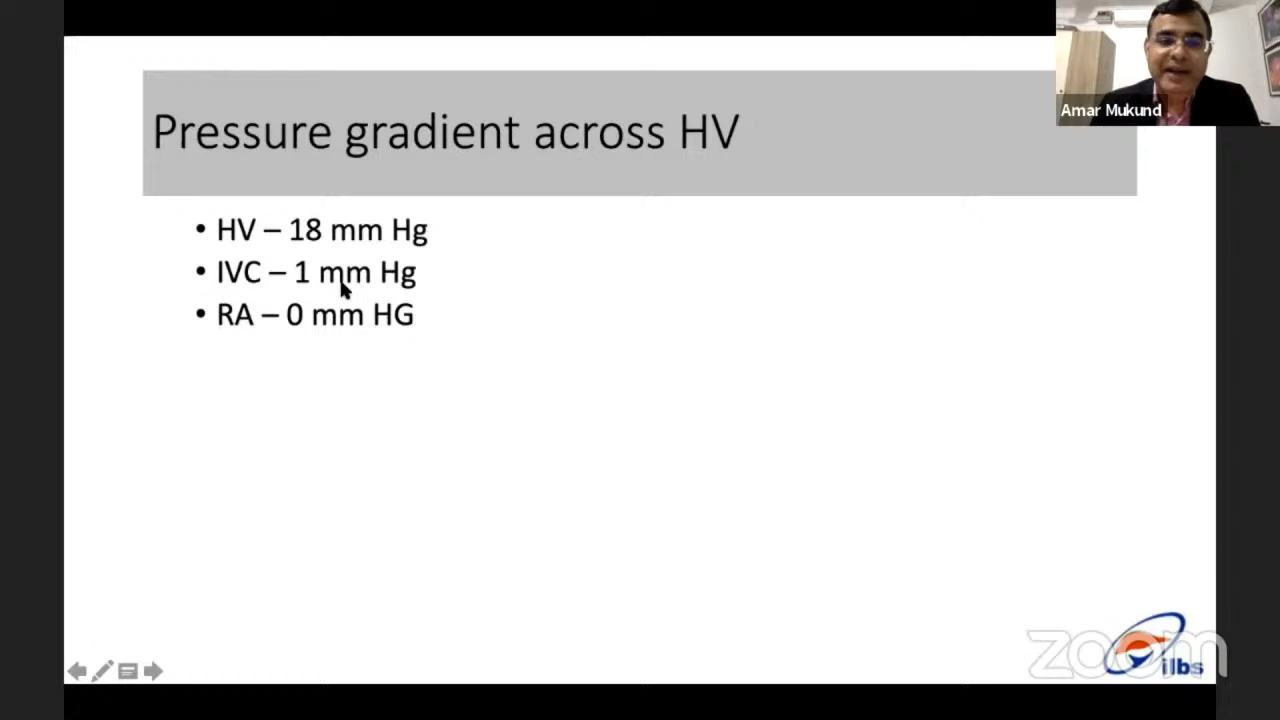 Amar Mukund
Pressure gradient across HV
• HV – 18 mm Hg
• IVC – 1 mm Hg
• RA – 0 mm HG
zoom
ilbs